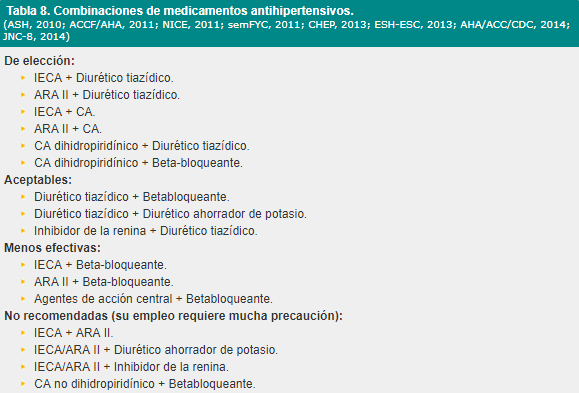 Tabla 8. Combinaciones de medicamentos antihipertensivos.
(ASH, 2010; ACCF/AHA, 2011; NICE, 2011; semFYC, 2011; CHEP, 2013; ESH-ESC, 2013; AHA/ACC/CDC, 2014;
JNC-8, 2014)
De elección:
IECA + Diurético tiazídico.
ARA II + Diurético tiazídico.
IECA + CA.
ARA II + CA.
CA dihidropiridínico + Diurético tiazídico.
CA dihidropiridínico + Beta-bloqueante.
Aceptables:
Diurético tiazídico + Betabloqueante.
Diurético tiazídico + Diurético ahorrador de potasio.
Inhibidor de la renina + Diurético tiazídico.
Menos efectivas:
IECA + Beta-bloqueante.
ARA II + Beta-bloqueante.
Agentes de acción central + Betabloqueante.
No recomendadas (su empleo requiere mucha precaución):
IECA + ARA II.
IECA/ARA II + Diurético ahorrador de potasio.
IECA/ARA II + Inhibidor de la renina.
CA no dihidropiridínico + Betabloqueante.